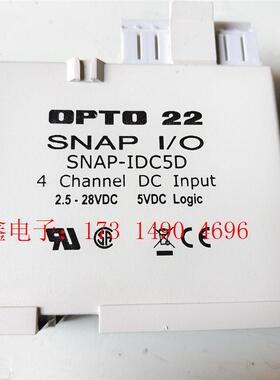 OPTO 22
SNAP I/O
SNAP-IDC5D
4 Channel DC Input
2.5 - 28VDC 5VDC Logic
鑫电子：173 1490 4696